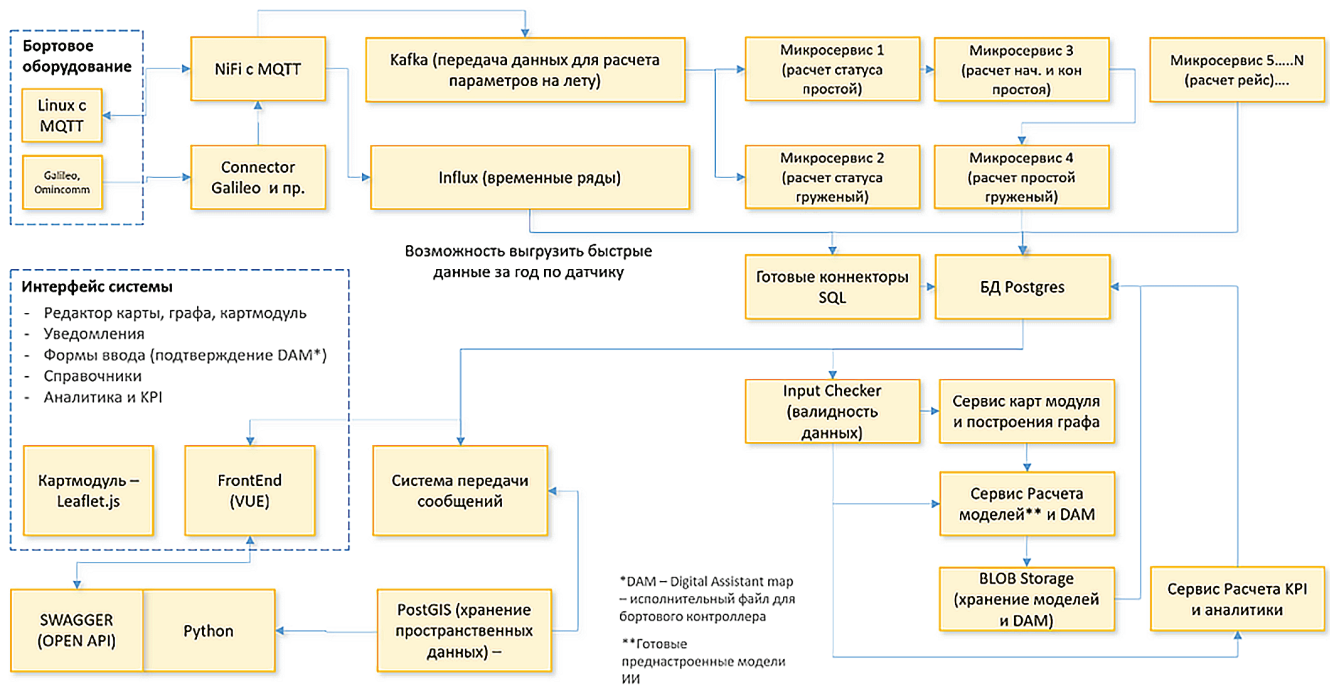 Бортовое
оборудование
Linux с
MQTT
Galileo,
Omincomm
NiFi с MQTT
Connector
Galileo и пр.
Kafka (передача данных для расчета
параметров на лету)
Influx (временные ряды)
Возможность выгрузить быстрые
данные за год по датчику
Микросервис 1
(расчет статуса
простой)
Микросервис 3
(расчет нач. и кон
простоя)
Микросервис 5.....N
(расчет рейс)....
Микросервис 2
(расчет статуса
груженый)
Микросервис 4
(расчет простой
груженый)
Готовые коннекторы
SQL
БД Postgres
Интерфейс системы
- Редактор карты, графа, картмодуль
- Уведомления
- Формы ввода (подтверждение DAM*)
- Справочники
- Аналитика и KPI
Картмодуль –
Leaflet.js
FrontEnd
(VUE)
Система передачи
сообщений
Input Checker
(валидность
данных)
Сервис карт модуля
и построения графа
Сервис Расчета
моделей** и DAM
BLOB Storage
(хранение моделей
и DAM)
Сервис Расчета KPI
и аналитики
SWAGGER
(OPEN API)
Python
PostGIS (хранение
пространственных
данных) –
*DAM – Digital Assistant map
– исполнительный файл для
бортового контроллера
**Готовые
преднастроенные модели
ИИ